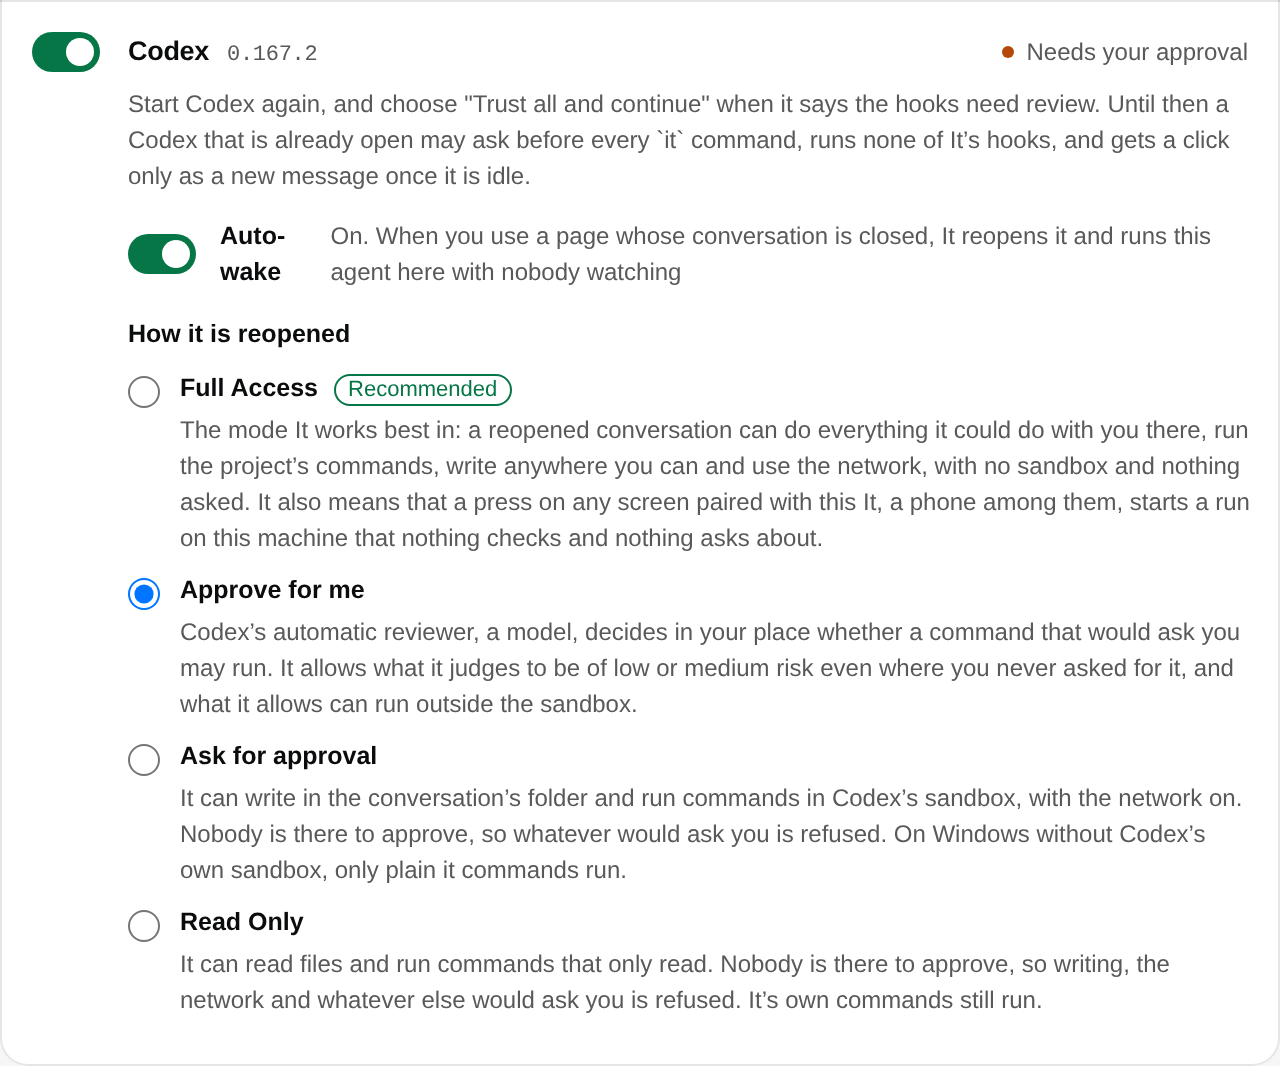 Codex 0.167.2
Needs your approval
Start Codex again, and choose "Trust all and continue" when it says the hooks need review. Until then a
Codex that is already open may ask before every `it` command, runs none of It’s hooks, and gets a click
only as a new message once it is idle.
Auto-
wake
On. When you use a page whose conversation is closed, It reopens it and runs this
agent here with nobody watching
How it is reopened
Full Access Recommended
The mode It works best in: a reopened conversation can do everything it could do with you there, run
the project’s commands, write anywhere you can and use the network, with no sandbox and nothing
asked. It also means that a press on any screen paired with this It, a phone among them, starts a run
on this machine that nothing checks and nothing asks about.
Approve for me
Codex’s automatic reviewer, a model, decides in your place whether a command that would ask you
may run. It allows what it judges to be of low or medium risk even where you never asked for it, and
what it allows can run outside the sandbox.
Ask for approval
It can write in the conversation’s folder and run commands in Codex’s sandbox, with the network on.
Nobody is there to approve, so whatever would ask you is refused. On Windows without Codex’s
own sandbox, only plain it commands run.
Read Only
It can read files and run commands that only read. Nobody is there to approve, so writing, the
network and whatever else would ask you is refused. It’s own commands still run.